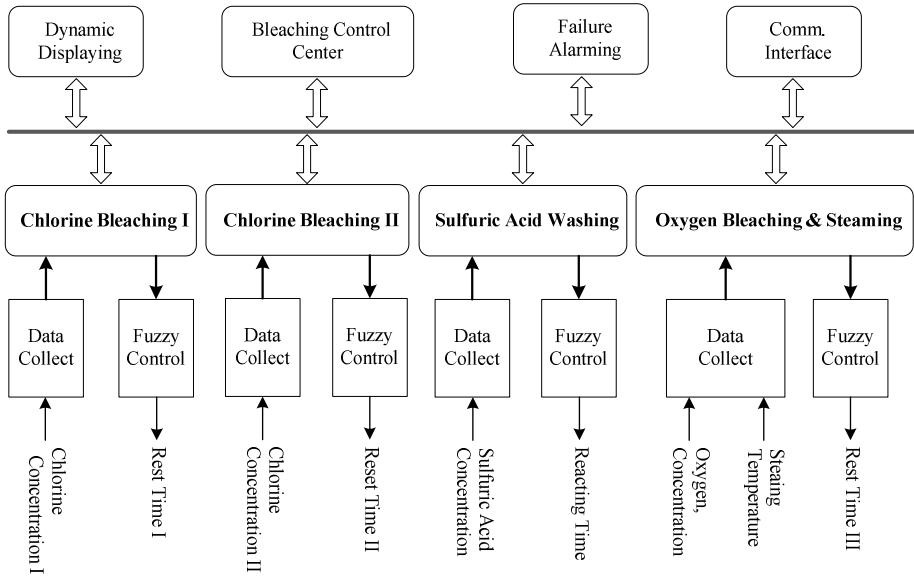 Dynamic
Displaying
Bleaching Control
Center
Failure
Alarming
Comm.
Interface
Chlorine Bleaching I
Chlorine Bleaching II
Sulfuric Acid Washing
Oxygen Bleaching & Steaming
Data
Collect
Fuzzy
Control
Data
Collect
Fuzzy
Control
Data
Collect
Fuzzy
Control
Data
Collect
Fuzzy
Control
Chlorine
Concentration I
Rest Time I
Chlorine
Concentration II
Reset Time II
Sulfuric Acid
Concentration
Reacting Time
Oxygen,
Concentration
Steaing
Temperature
Rest Time III